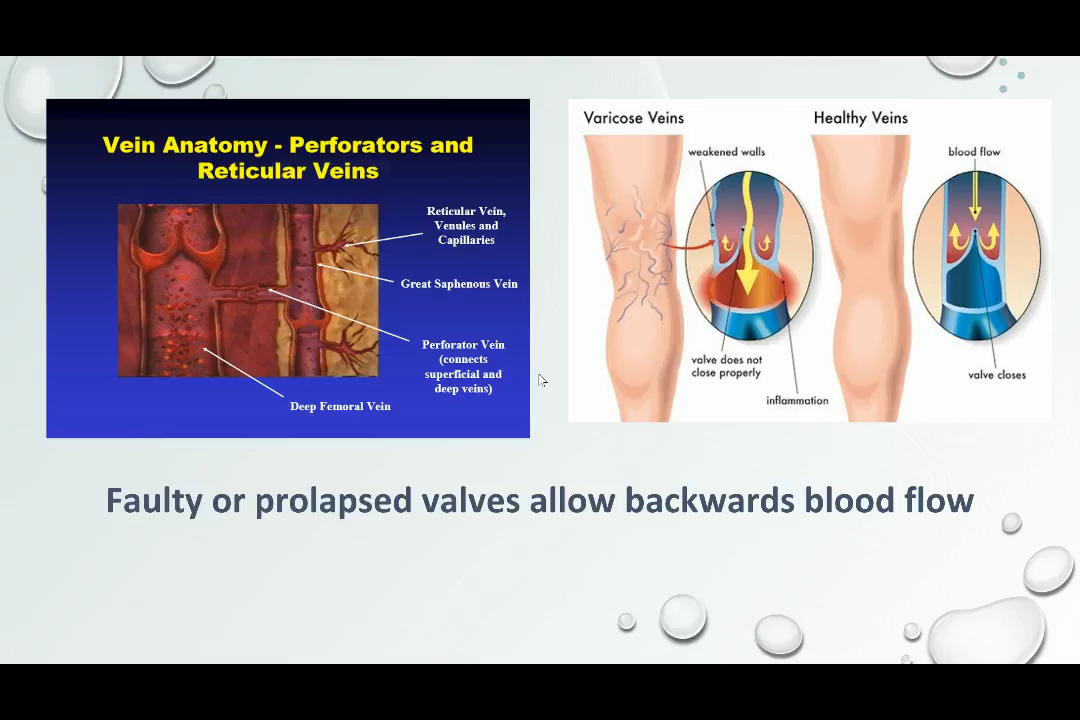 Vein Anatomy - Perforators and
Reticular Veins
Reticular Vein,
Venules and
Capillaries
Great Saphenous Vein
Perforator Vein
(connects
superficial and
deep veins)
Deep Femoral Vein
Varicose Veins
weakened walls
valve does not
close properly
inflammation
Healthy Veins
blood flow
valve closes
Faulty or prolapsed valves allow backwards blood flow